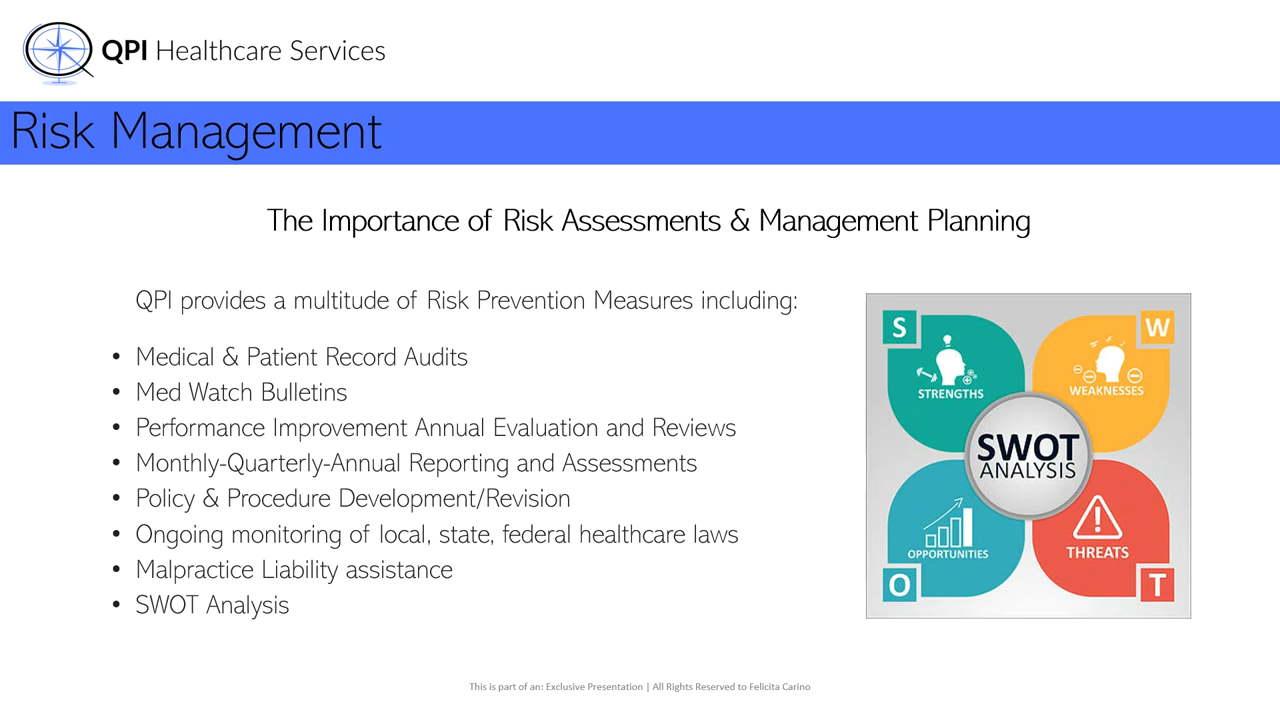 QPI Healthcare Services
Risk Management
The Importance of Risk Assessments & Management Planning
QPI provides a multitude of Risk Prevention Measures including:
• Medical & Patient Record Audits
• Med Watch Bulletins
• Performance Improvement Annual Evaluation and Reviews
• Monthly-Quarterly-Annual Reporting and Assessments
• Policy & Procedure Development/Revision
• Ongoing monitoring of local, state, federal healthcare laws
• Malpractice Liability assistance
• SWOT Analysis
S
W
STRENGTHS
WEAKNESSES
SWOT
ANALYSIS
OPPORTUNITIES
THREATS
O
T
This is part of an: Exclusive Presentation | All Rights Reserved to Felicita Carino